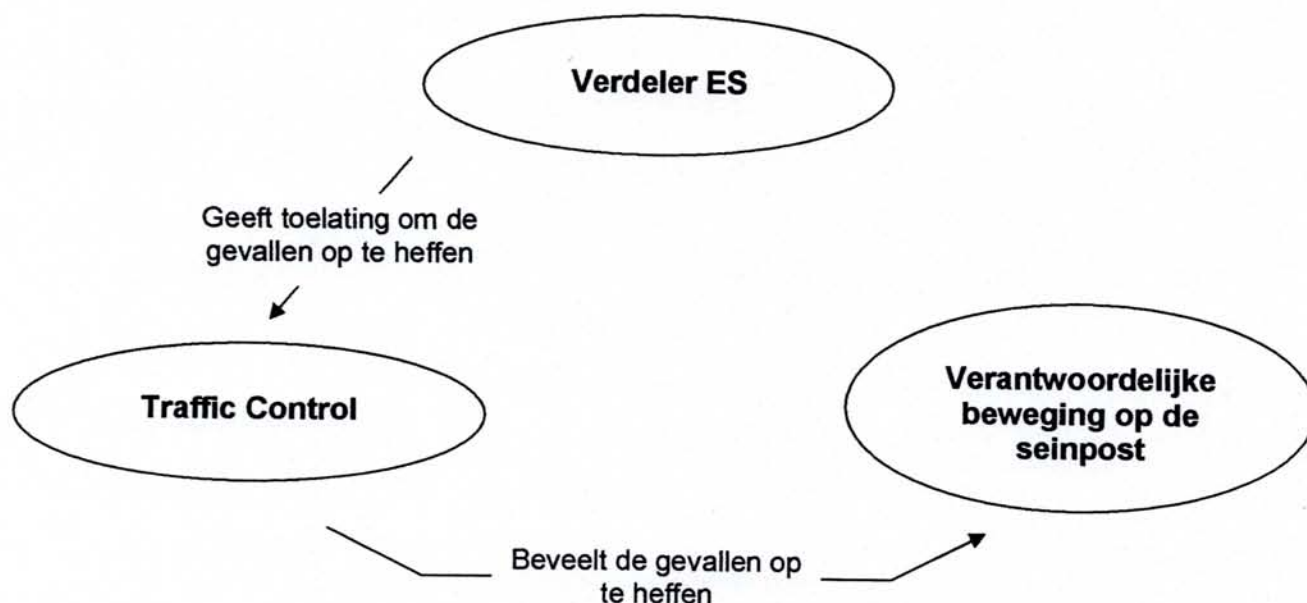 Verdeler ES
Geeft toelating om de
gevallen op te heffen
Traffic Control
Verantwoordelijke
beweging op de
seinpost
Beveelt de gevallen op
te heffen